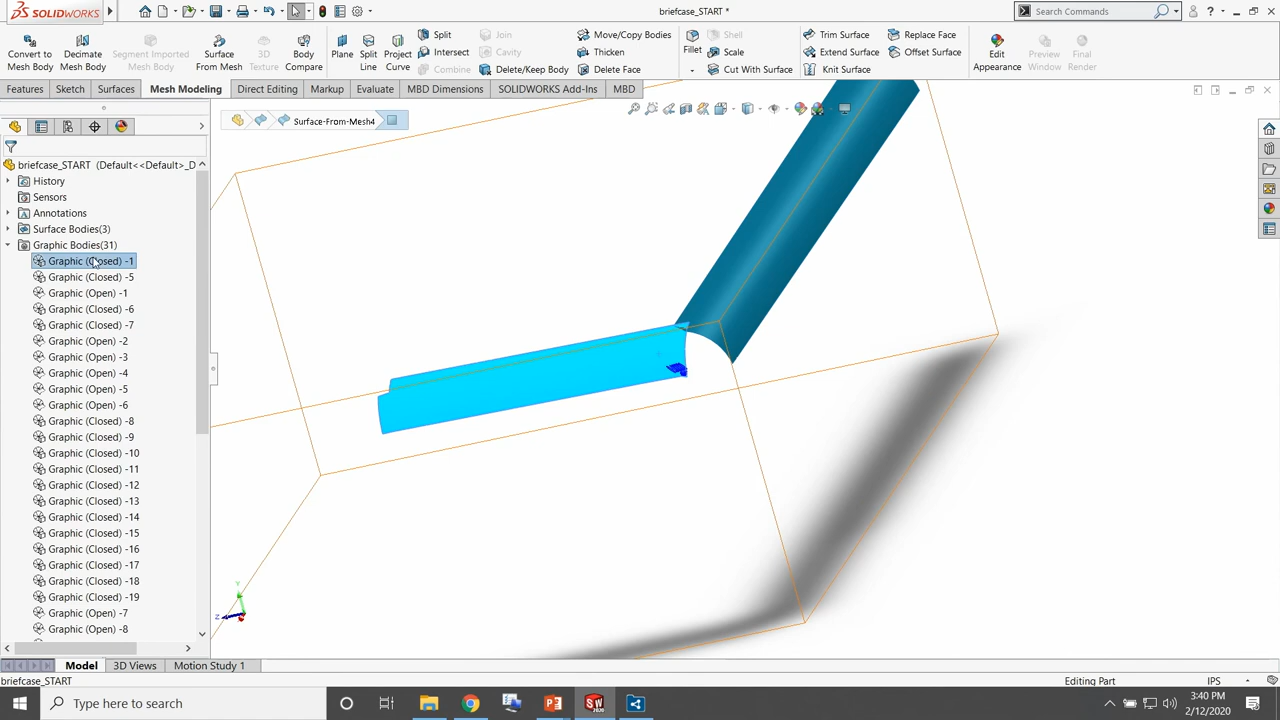 SOLIDWORKS
briefcase_START *
Search Commands
Convert to Mesh Body
Decimate Mesh Body
Segment Imported Mesh Body
Surface From Mesh
3D Texture
Body Compare
Plane
Split Line
Project Curve
Split
Intersect
Combine
Join
Cavity
Delete/Keep Body
Move/Copy Bodies
Thicken
Delete Face
Fillet
Shell
Scale
Cut With Surface
Trim Surface
Extend Surface
Knit Surface
Replace Face
Offset Surface
Edit Appearance
Preview Window
Final Render
Features
Sketch
Surfaces
Mesh Modeling
Direct Editing
Markup
Evaluate
MBD Dimensions
SOLIDWORKS Add-Ins
MBD
Surface-From-Mesh4
briefcase_START (Default<<Default>_D
History
Sensors
Annotations
Surface Bodies(3)
Graphic Bodies(31)
Graphic (Closed) -1
Graphic (Closed) -5
Graphic (Open) -1
Graphic (Closed) -6
Graphic (Closed) -7
Graphic (Open) -2
Graphic (Open) -3
Graphic (Open) -4
Graphic (Open) -5
Graphic (Open) -6
Graphic (Closed) -8
Graphic (Closed) -9
Graphic (Closed) -10
Graphic (Closed) -11
Graphic (Closed) -12
Graphic (Closed) -13
Graphic (Closed) -14
Graphic (Closed) -15
Graphic (Closed) -16
Graphic (Closed) -17
Graphic (Closed) -18
Graphic (Closed) -19
Graphic (Open) -7
Graphic (Open) -8
Y
Z
Model
3D Views
Motion Study 1
briefcase_START
Editing Part
IPS
Type here to search
3:40 PM
2/12/2020